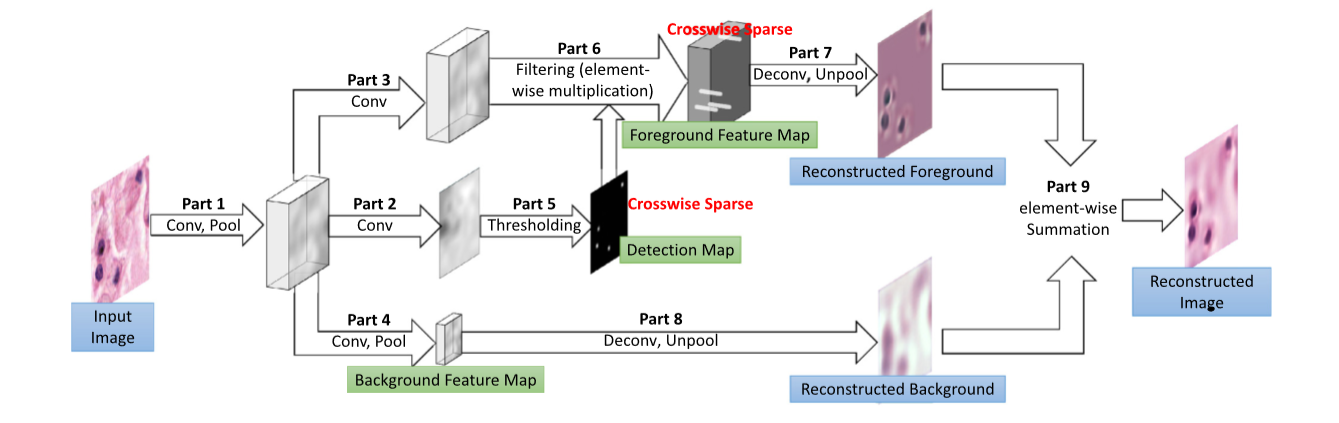 Input
Image
Part 1
Conv, Pool
Part 3
Conv
Part 2
Conv
Part 4
Conv, Pool
Background Feature Map
Part 5
Thresholding
Crosswise Sparse
Detection Map
Part 6
Filtering (element-
wise multiplication)
Crosswise Sparse
Foreground Feature Map
Part 7
Deconv, Unpool
Reconstructed Foreground
Part 8
Deconv, Unpool
Reconstructed Background
Part 9
element-wise
Summation
Reconstructed
Image